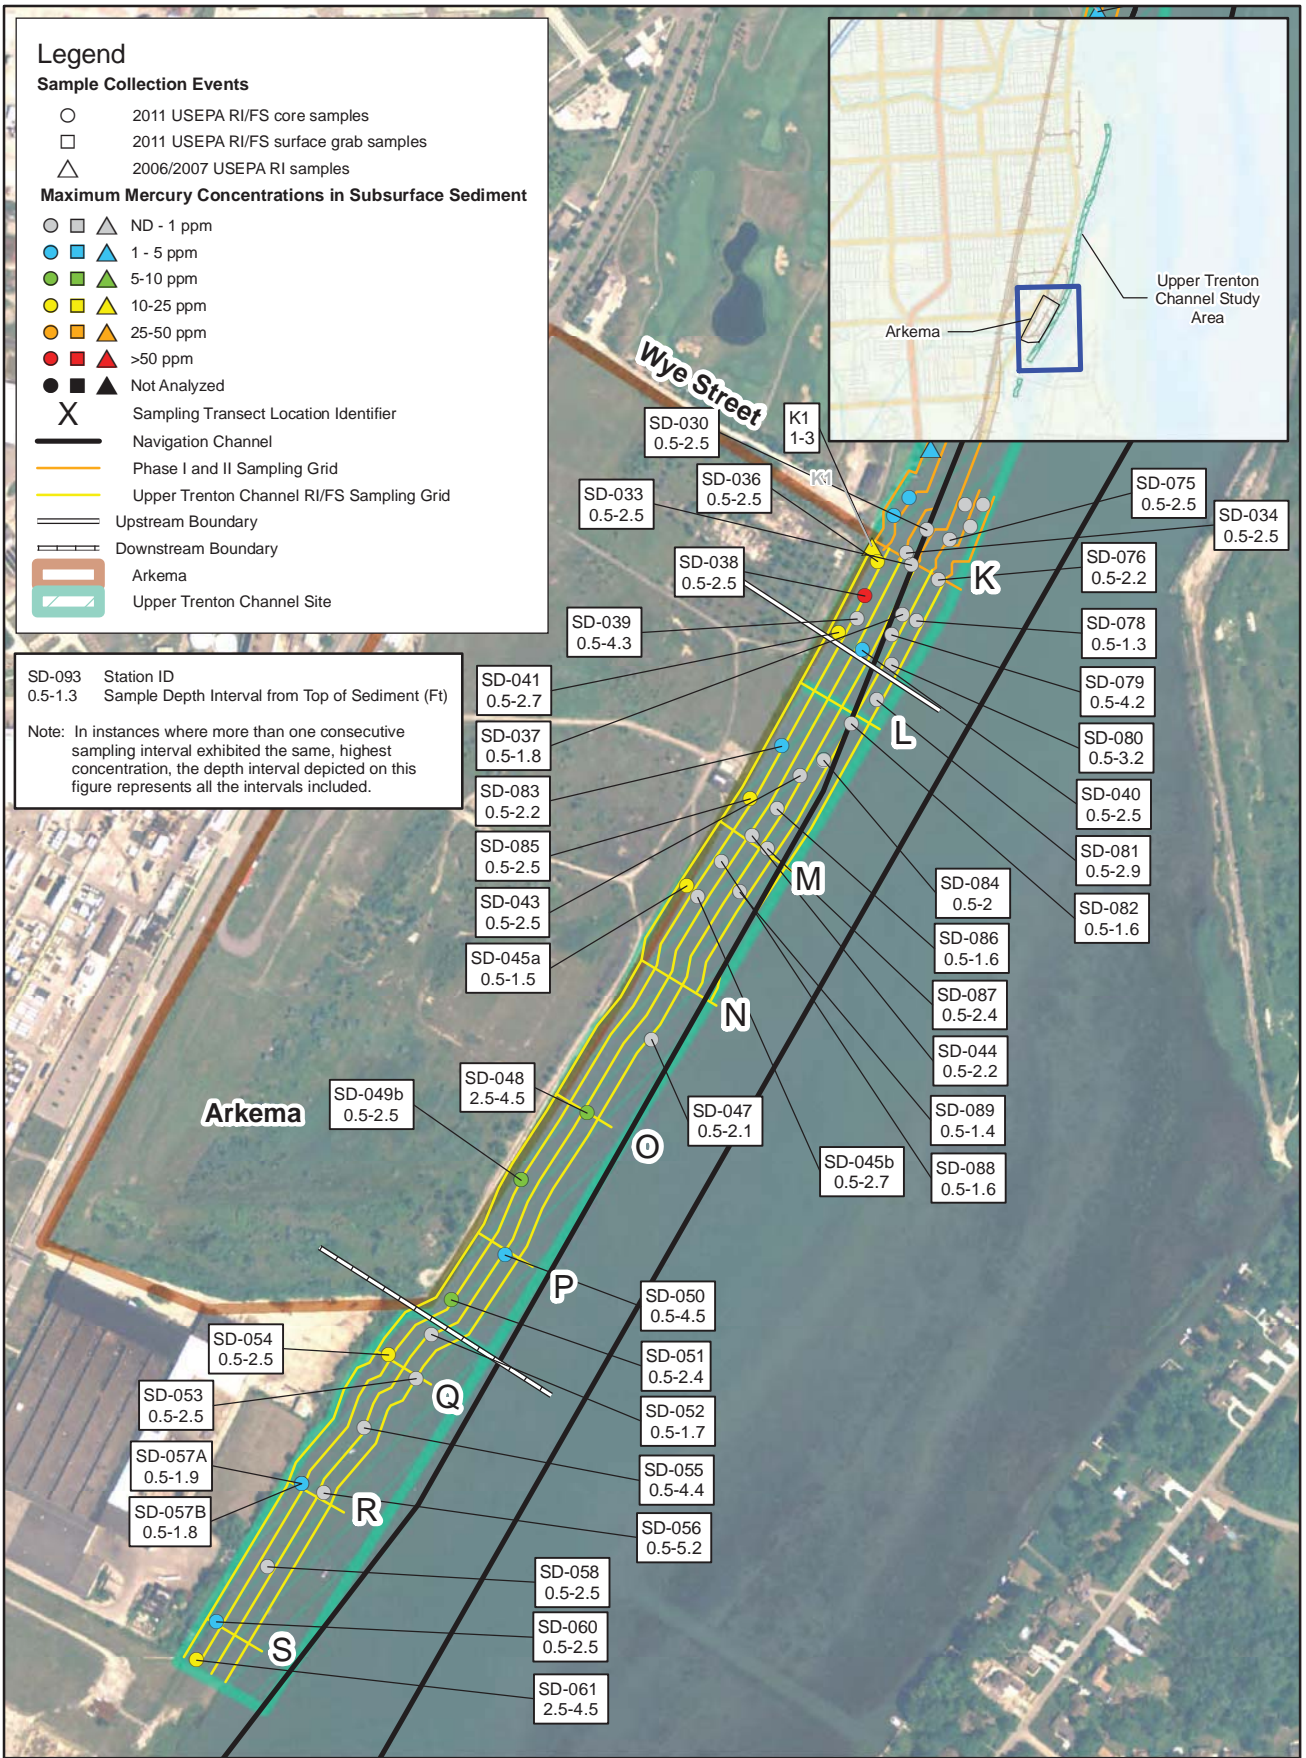 Legend
Sample Collection Events
2011 USEPA RI/FS core samples
2011 USEPA RI/FS surface grab samples
2006/2007 USEPA RI samples
Maximum Mercury Concentrations in Subsurface Sediment
ND - 1 ppm
1 - 5 ppm
5-10 ppm
10-25 ppm
25-50 ppm
>50 ppm
Not Analyzed
X Sampling Transect Location Identifier
Navigation Channel
Phase I and II Sampling Grid
Upper Trenton Channel RI/FS Sampling Grid
Upstream Boundary
Downstream Boundary
Arkema
Upper Trenton Channel Site
SD-093 Station ID
0.5-1.3 Sample Depth Interval from Top of Sediment (Ft)
Note: In instances where more than one consecutive
sampling interval exhibited the same, highest
concentration, the depth interval depicted on this
figure represents all the intervals included.
Upper Trenton
Channel Study
Area
Arkema
Wye Street
K1
1-3
K1
SD-030
0.5-2.5
SD-036
0.5-2.5
SD-033
0.5-2.5
SD-038
0.5-2.5
SD-039
0.5-4.3
SD-041
0.5-2.7
SD-037
0.5-1.8
SD-083
0.5-2.2
SD-085
0.5-2.5
SD-043
0.5-2.5
SD-045a
0.5-1.5
SD-075
0.5-2.5
SD-034
0.5-2.5
SD-076
0.5-2.2
SD-078
0.5-1.3
SD-079
0.5-4.2
SD-080
0.5-3.2
SD-040
0.5-2.5
SD-081
0.5-2.9
SD-082
0.5-1.6
SD-084
0.5-2
SD-086
0.5-1.6
SD-087
0.5-2.4
SD-044
0.5-2.2
SD-089
0.5-1.4
SD-088
0.5-1.6
SD-045b
0.5-2.7
SD-047
0.5-2.1
K
L
M
N
O
P
Q
R
S
Arkema
SD-048
2.5-4.5
SD-049b
0.5-2.5
SD-050
0.5-4.5
SD-051
0.5-2.4
SD-052
0.5-1.7
SD-055
0.5-4.4
SD-056
0.5-5.2
SD-054
0.5-2.5
SD-053
0.5-2.5
SD-057A
0.5-1.9
SD-057B
0.5-1.8
SD-058
0.5-2.5
SD-060
0.5-2.5
SD-061
2.5-4.5